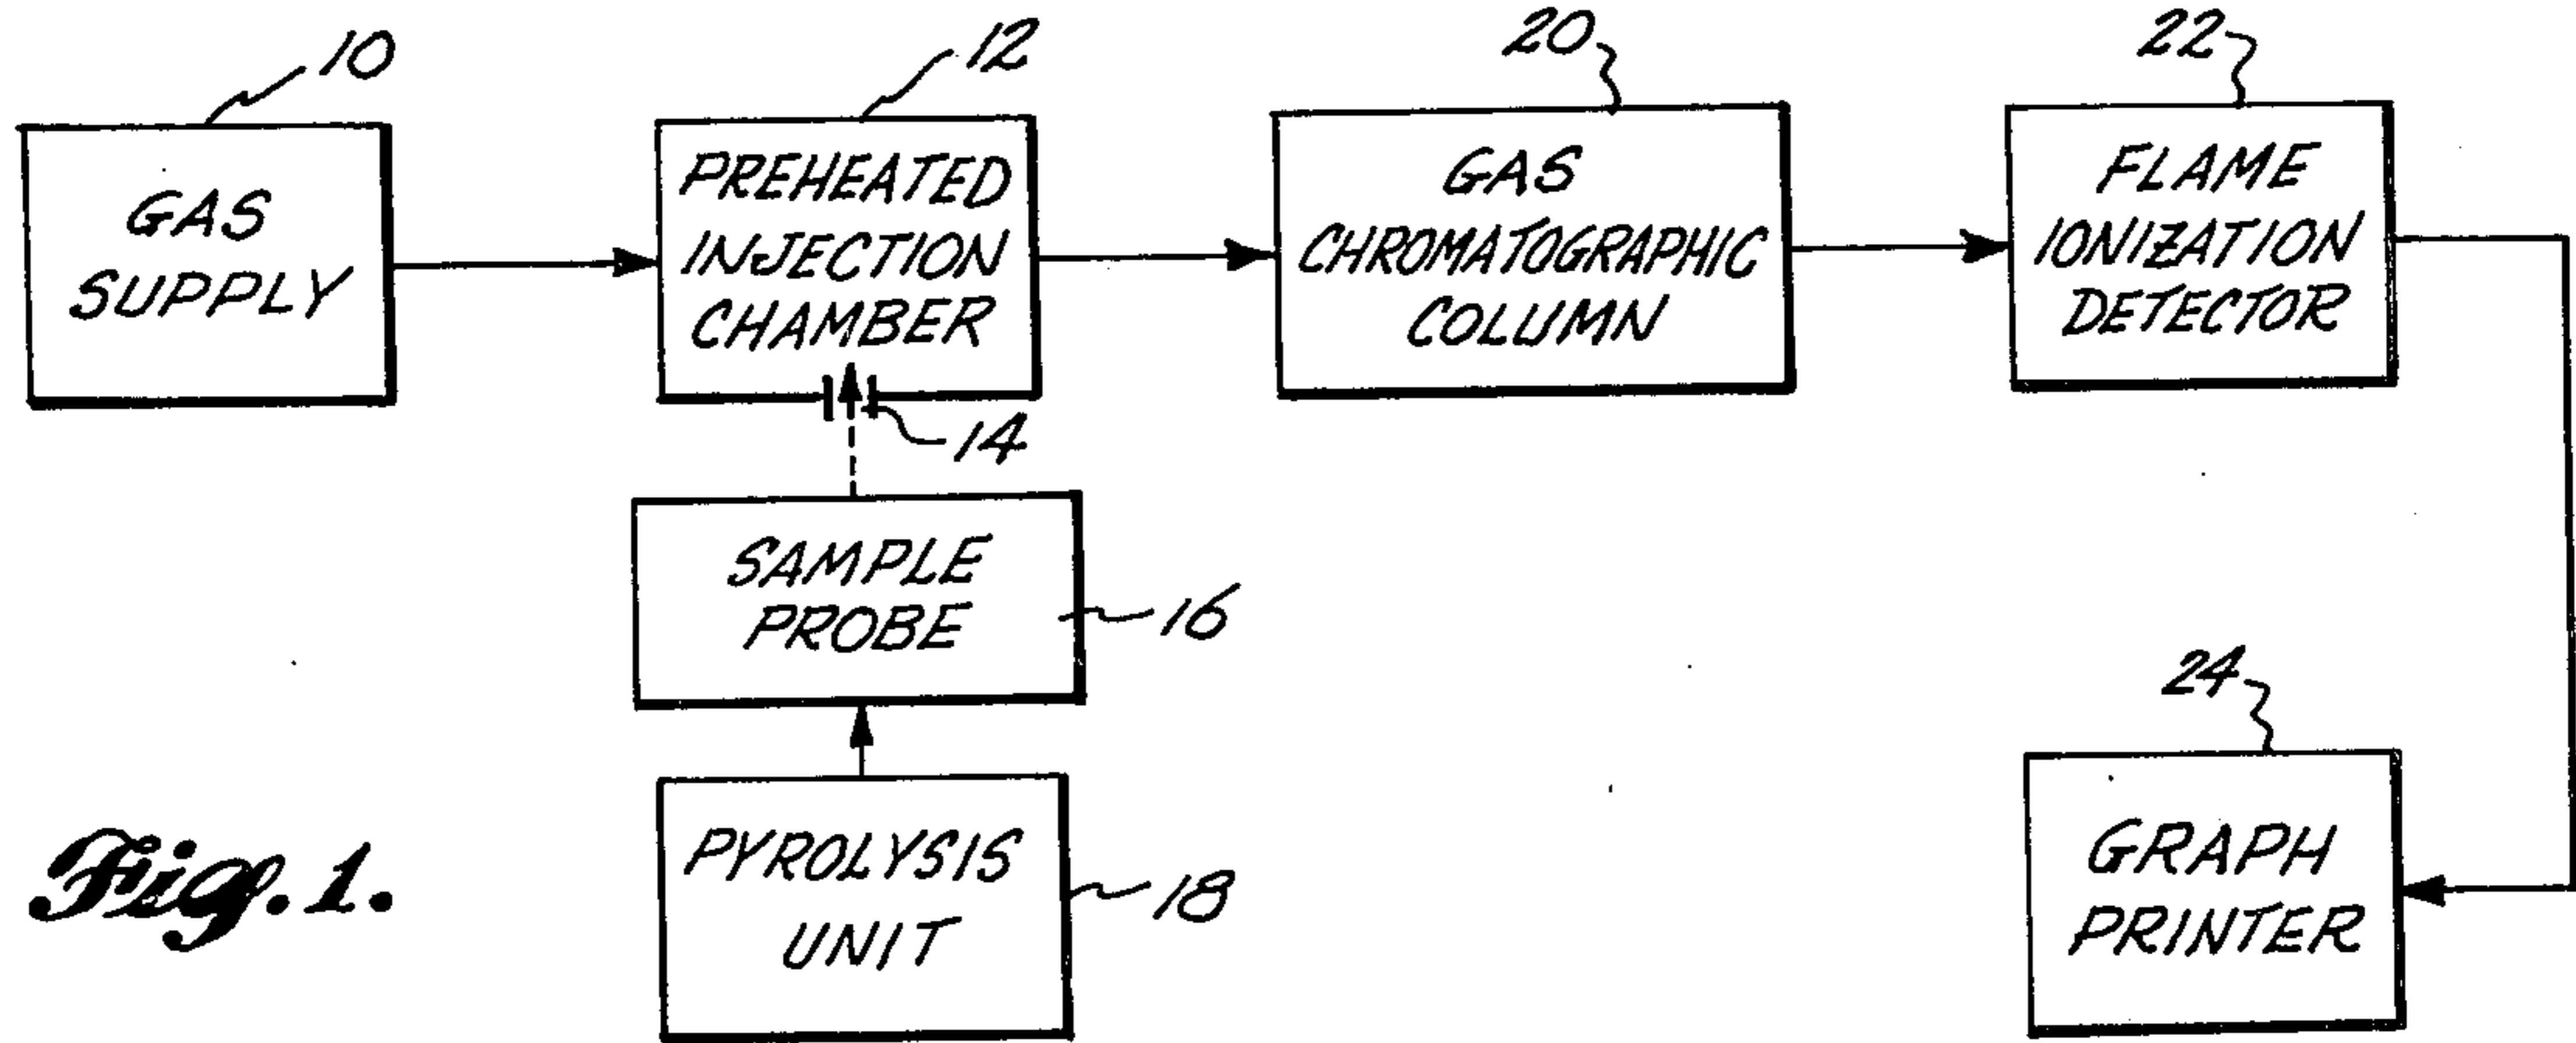 10
12
20
22
GAS
SUPPLY
PREHEATED
INJECTION
CHAMBER
GAS
CHROMATOGRAPHIC
COLUMN
FLAME
IONIZATION
DETECTOR
14
SAMPLE
PROBE
16
24
PYROLYSIS
UNIT
18
GRAPH
PRINTER
Fig. 1.